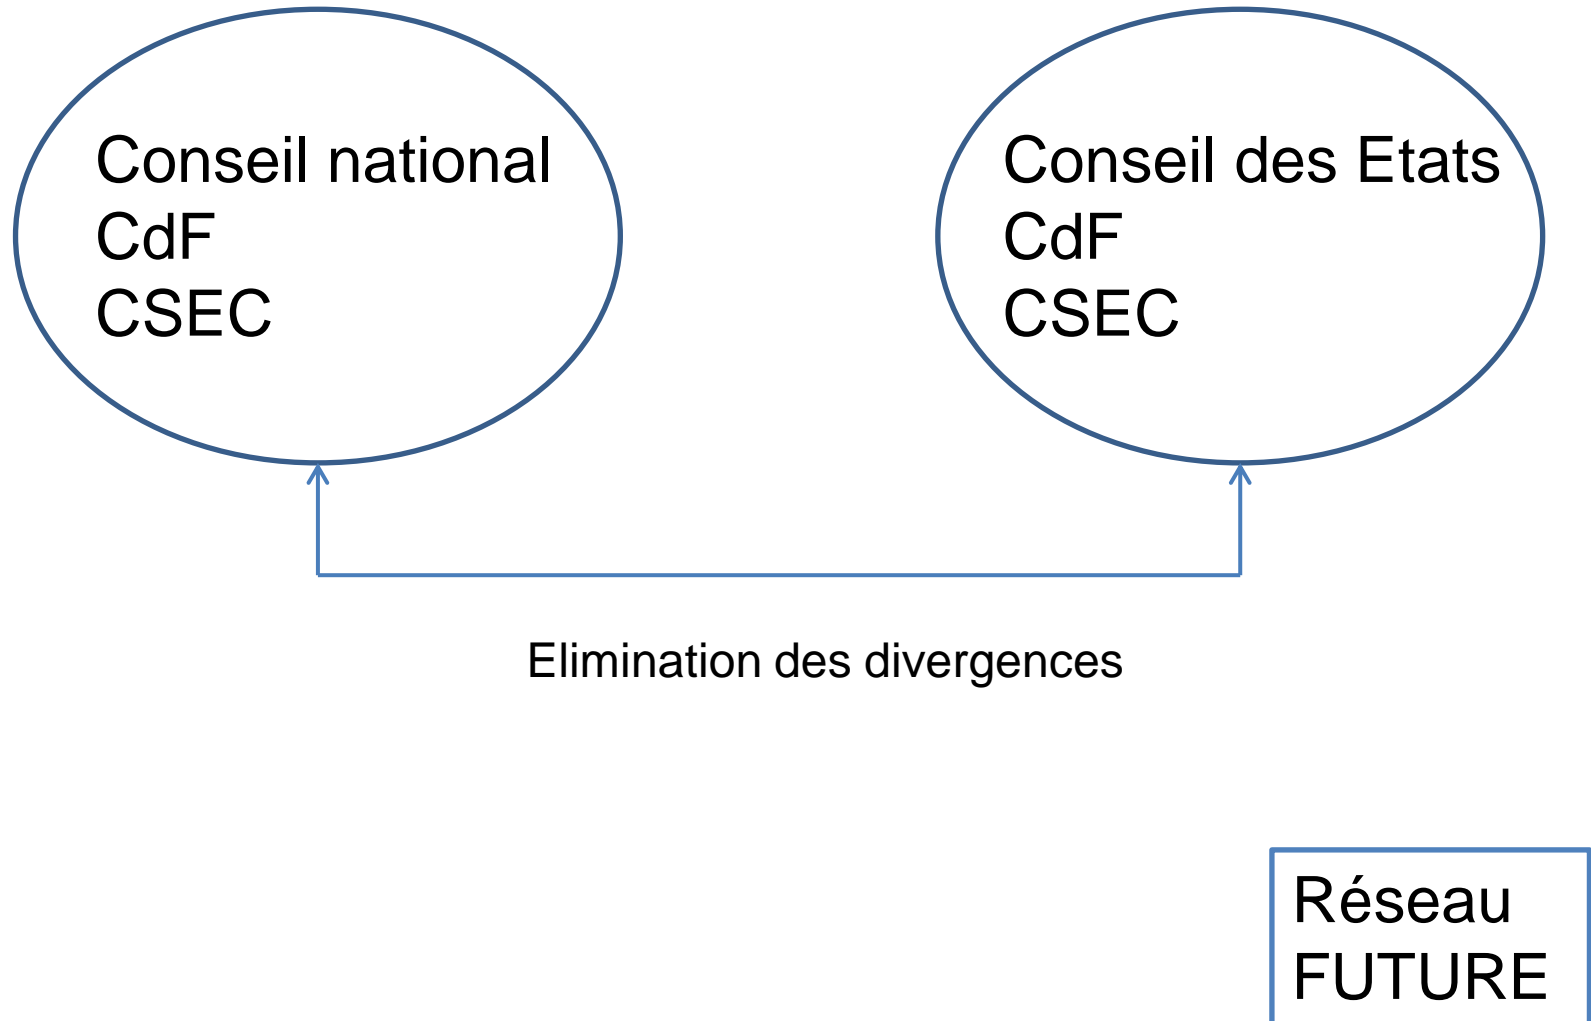 Conseil national
CdF
CSEC
Conseil des Etats
CdF
CSEC
Elimination des divergences
Réseau
FUTURE